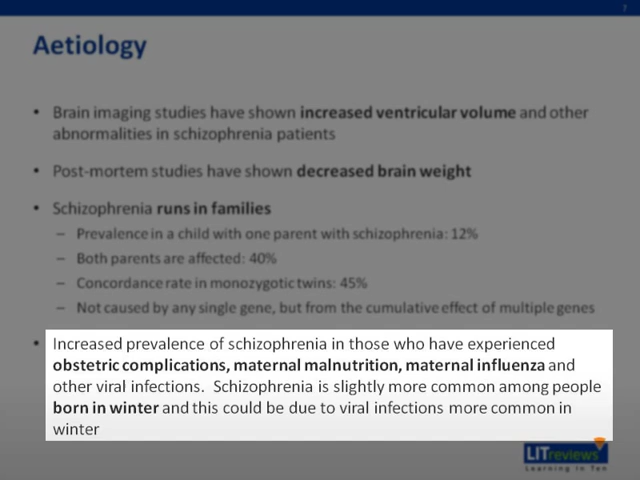 7
Aetiology
• Brain imaging studies have shown increased ventricular volume and other
abnormalities in schizophrenia patients
• Post-mortem studies have shown decreased brain weight
• Schizophrenia runs in families
– Prevalence in a child with one parent with schizophrenia: 12%
– Both parents are affected: 40%
– Concordance rate in monozygotic twins: 45%
– Not caused by any single gene, but from the cumulative effect of multiple genes
• Increased prevalence of schizophrenia in those who have experienced
obstetric complications, maternal malnutrition, maternal influenza and
other viral infections. Schizophrenia is slightly more common among people
born in winter and this could be due to viral infections more common in
winter
LITreviews
Learning in Ten